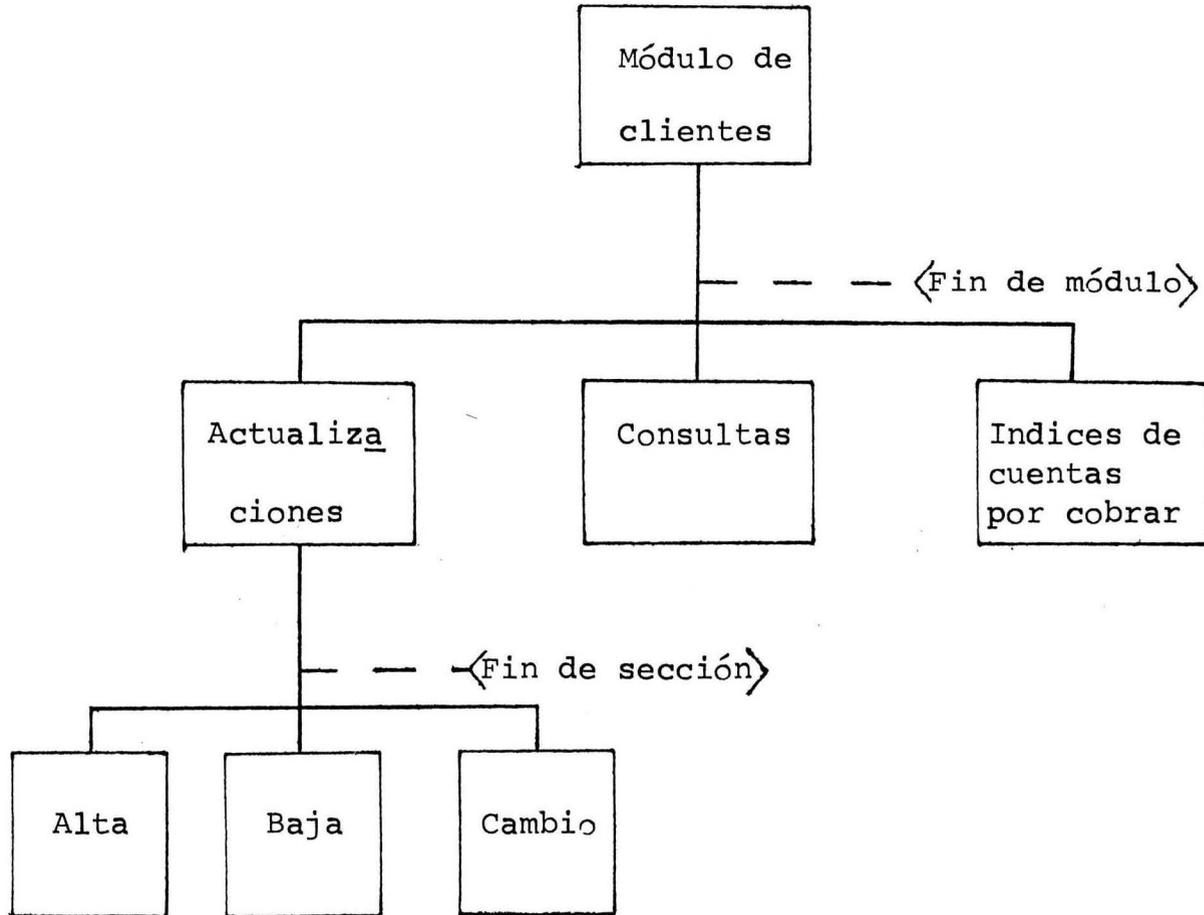 Módulo de
clientes
<Fin de módulo>
Actualiza
ciones
Consultas
Indices de
cuentas
por cobrar
<Fin de sección>
Alta
Baja
Cambio